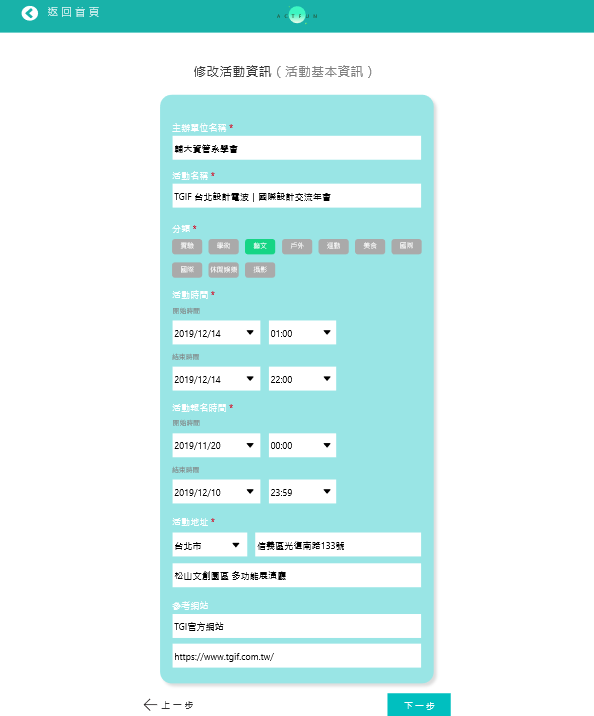 返回首頁
ACTFUN
修改活動資訊（活動基本資訊）
主辦單位名稱 *
輔大資管系學會
活動名稱 *
TGIF 台北設計電波 | 國際設計交流年會
分類 *
實驗 學術 藝文 戶外 運動 美食 國際 休閒娛樂 攝影
活動時間 *
開始時間
2019/12/14 01:00
結束時間
2019/12/14 22:00
活動報名時間 *
開始時間
2019/11/20 00:00
結束時間
2019/12/10 23:59
活動地址 *
台北市 信義區光復南路133號
松山文創園區 多功能展演廳
參考網站
TGI官方網站
https://www.tgif.com.tw/
上一步 下一步